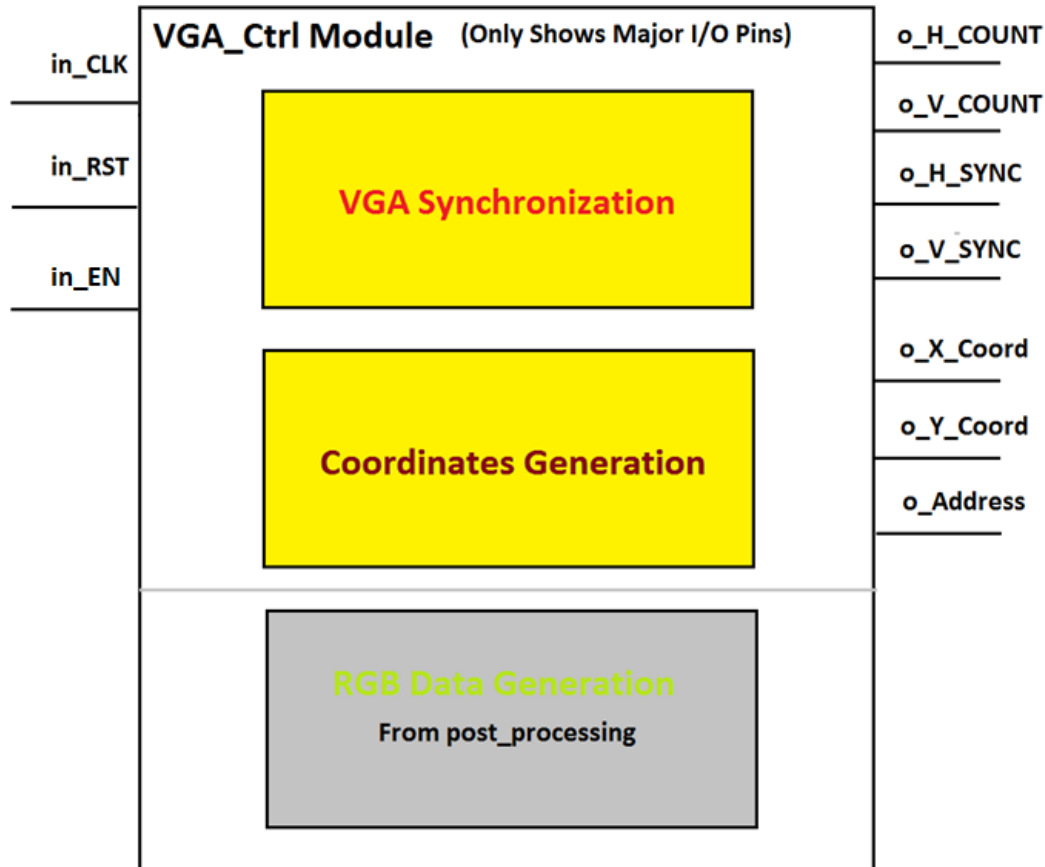 VGA_Ctrl Module (Only Shows Major I/O Pins)
in_CLK
in_RST
in_EN
VGA Synchronization
Coordinates Generation
RGB Data Generation
From post_processing
o_H_COUNT
o_V_COUNT
o_H_SYNC
o_V_SYNC
o_X_Coord
o_Y_Coord
o_Address